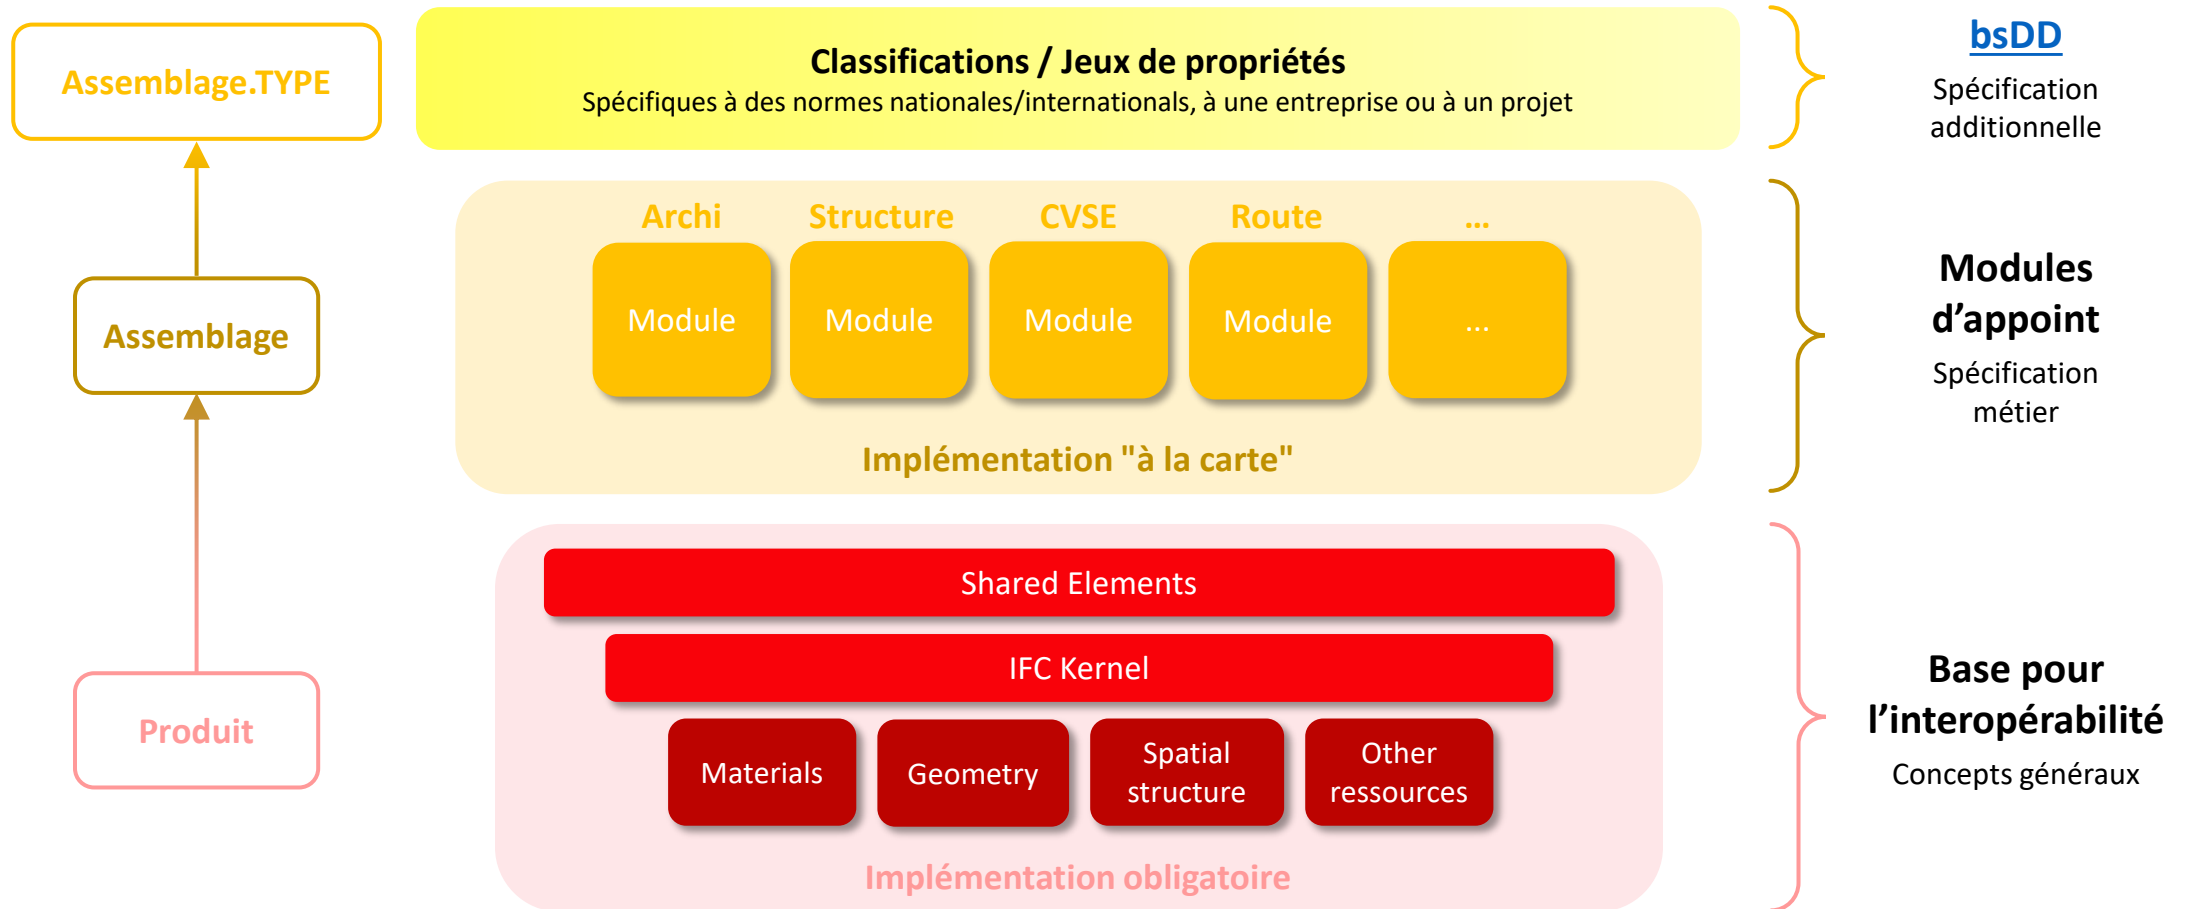 Assemblage.TYPE
Classifications / Jeux de propriétés
Spécifiques à des normes nationales/internationals, à une entreprise ou à un projet
bsDD
Spécification
additionnelle
Assemblage
Archi
Structure
CVSE
Route
...
Module
Module
Module
Module
...
Implémentation "à la carte"
Modules
d’appoint
Spécification
métier
Produit
Shared Elements
IFC Kernel
Materials
Geometry
Spatial
structure
Other
ressources
Implémentation obligatoire
Base pour
l’interopérabilité
Concepts généraux